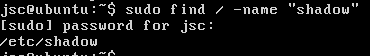 jsc@ubuntu:~$ sudo find / -name "shadow"
[sudo] password for jsc:
/etc/shadow